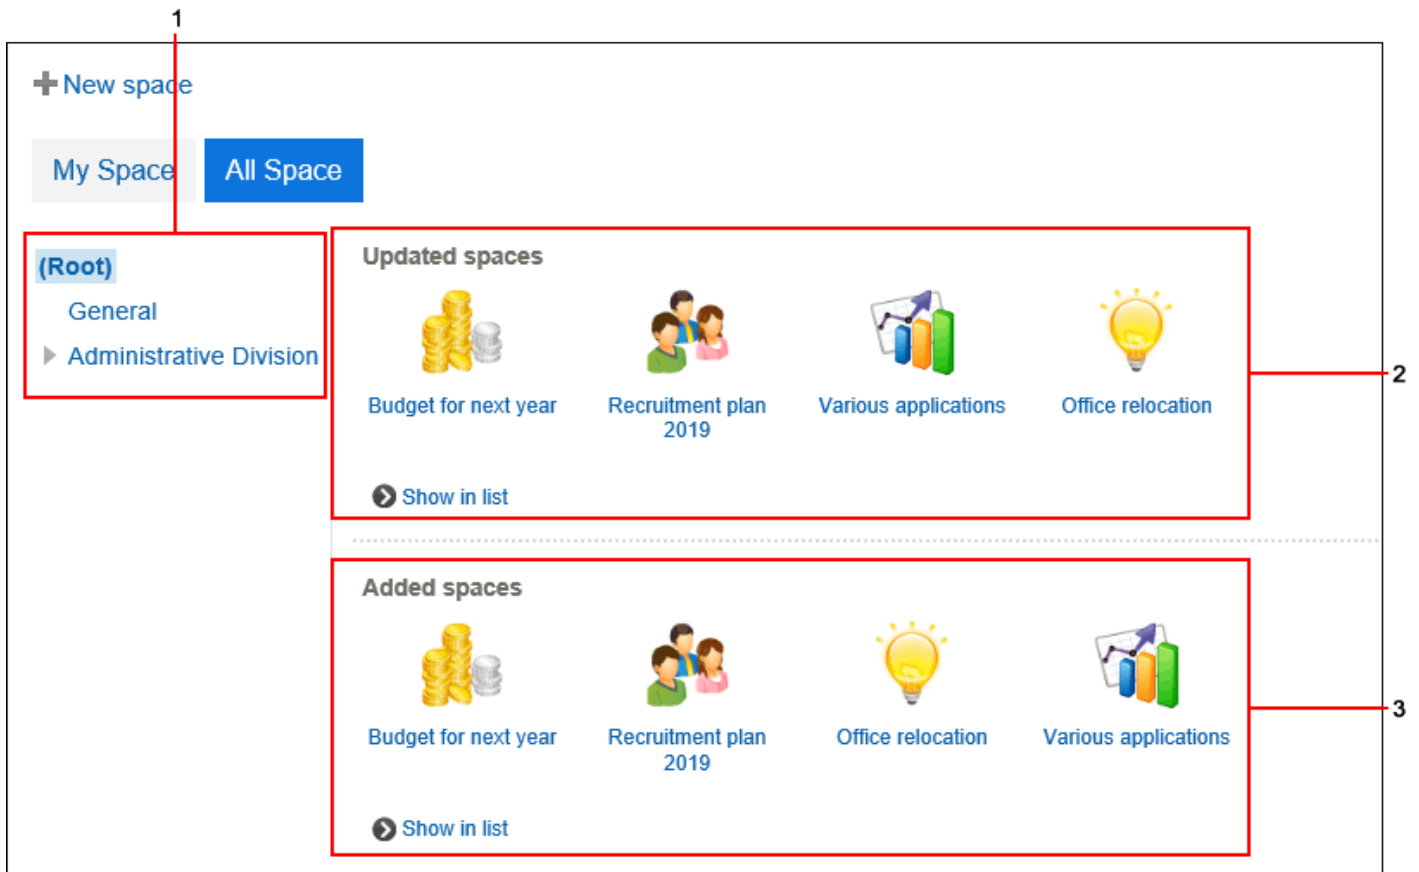 1
New space
My Space
All Space
(Root)
General
Administrative Division
Updated spaces
Budget for next year
Recruitment plan
2019
Various applications
Office relocation
Show in list
2
Added spaces
Budget for next year
Recruitment plan
2019
Office relocation
Various applications
Show in list
3